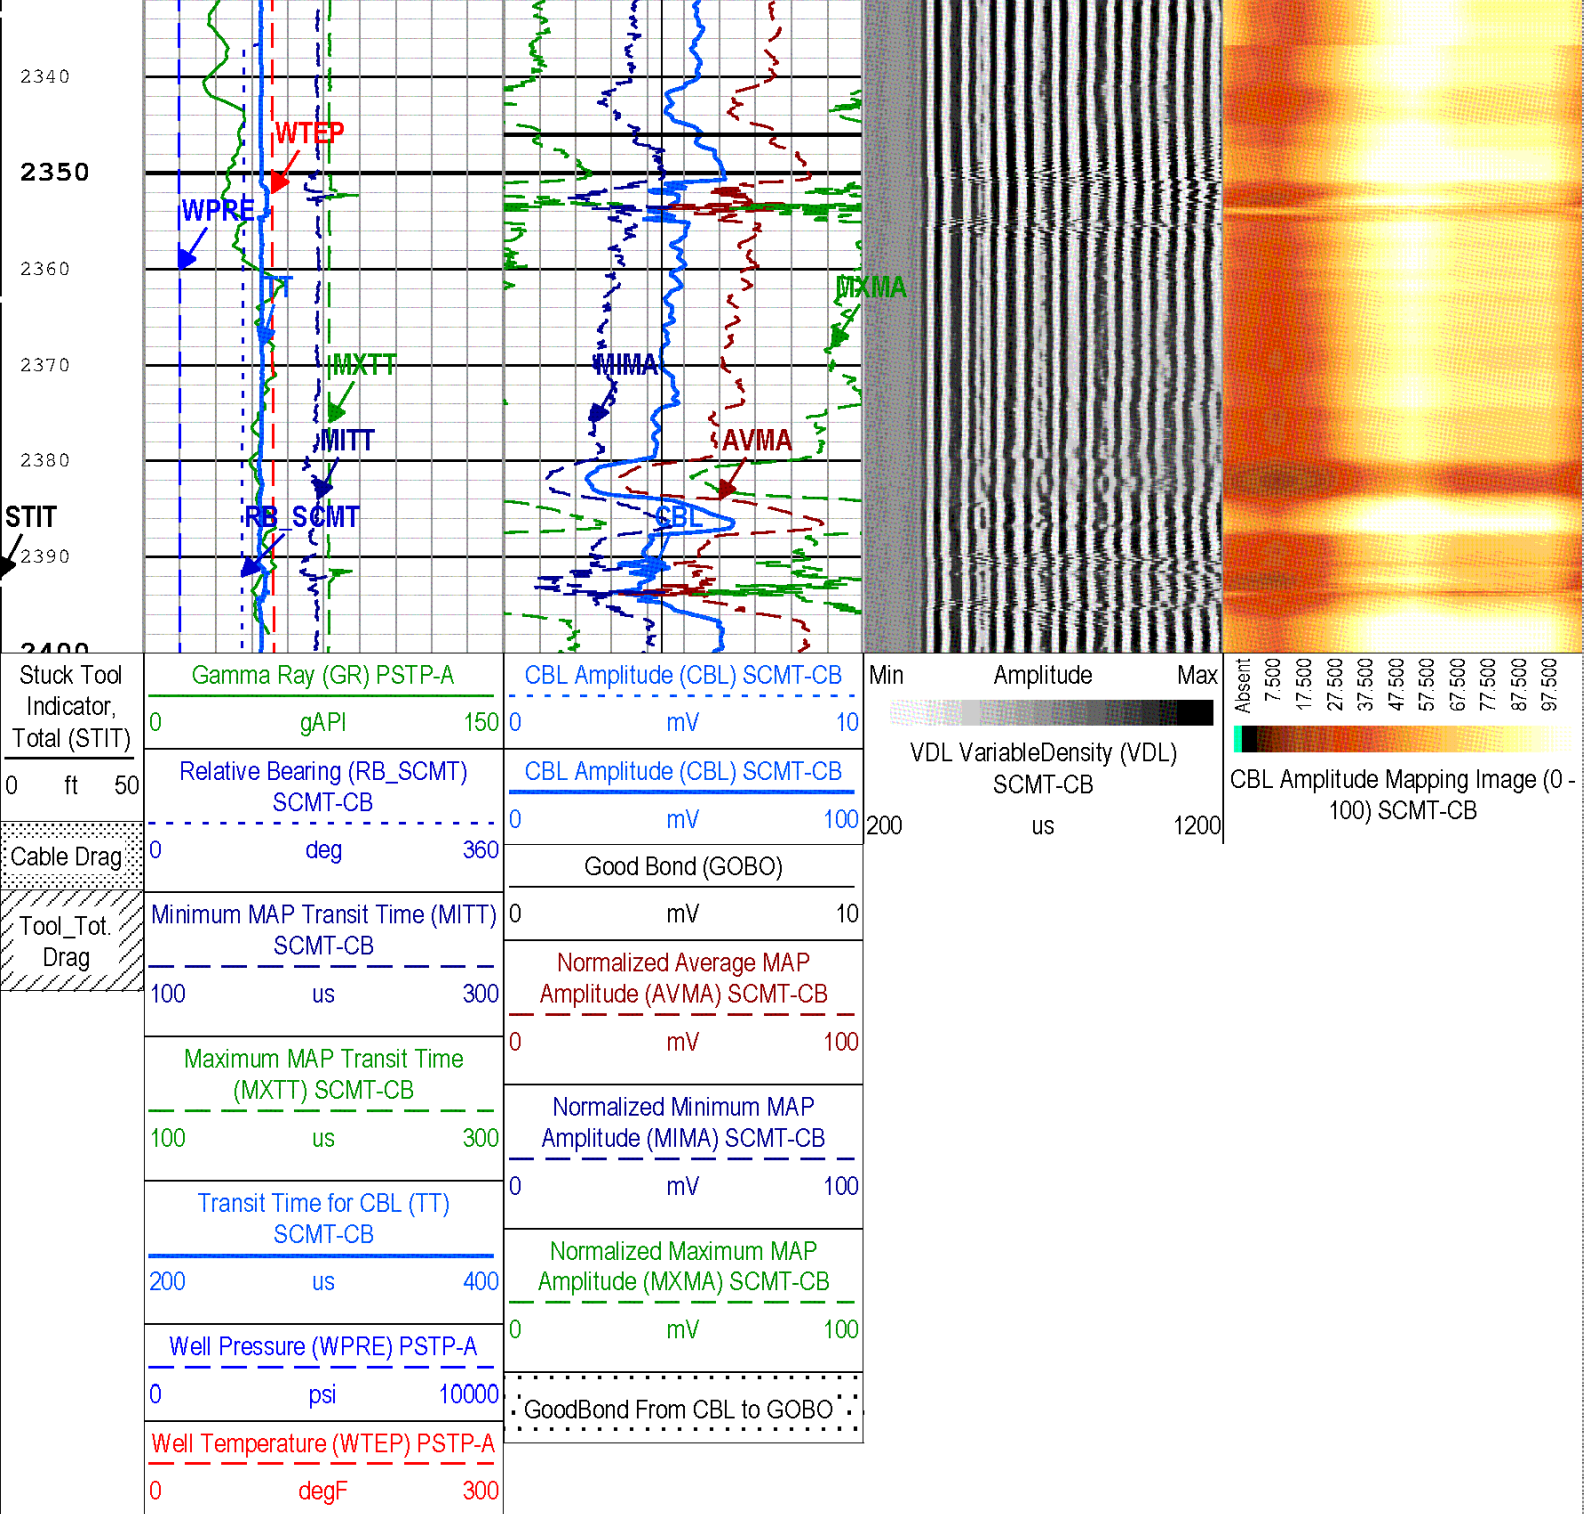 2340
WTEP
2350
WPRE
2360
TT
MXMA
2370
MXTT
MIMA
MITT
AVMA
2380
STIT
RB_SCMT
CBL
2390
2400
Stuck Tool
Indicator,
Total (STIT)
0 ft 50
Cable Drag
Tool_Tot.
Drag
Gamma Ray (GR) PSTP-A
0 gAPI 150
Relative Bearing (RB_SCMT)
SCMT-CB
0 deg 360
Minimum MAP Transit Time (MITT)
SCMT-CB
100 us 300
Maximum MAP Transit Time
(MXTT) SCMT-CB
100 us 300
Transit Time for CBL (TT)
SCMT-CB
200 us 400
Well Pressure (WPRE) PSTP-A
0 psi 10000
Well Temperature (WTEP) PSTP-A
0 degF 300
CBL Amplitude (CBL) SCMT-CB
0 mV 10
CBL Amplitude (CBL) SCMT-CB
0 mV 100
Good Bond (GOBO)
0 mV 10
Normalized Average MAP
Amplitude (AVMA) SCMT-CB
0 mV 100
Normalized Minimum MAP
Amplitude (MIMA) SCMT-CB
0 mV 100
Normalized Maximum MAP
Amplitude (MXMA) SCMT-CB
0 mV 100
GoodBond From CBL to GOBO
Min Amplitude Max
VDL VariableDensity (VDL)
SCMT-CB
200 us 1200
Absent
7.500
17.500
27.500
37.500
47.500
57.500
67.500
77.500
87.500
97.500
CBL Amplitude Mapping Image (0 -
100) SCMT-CB